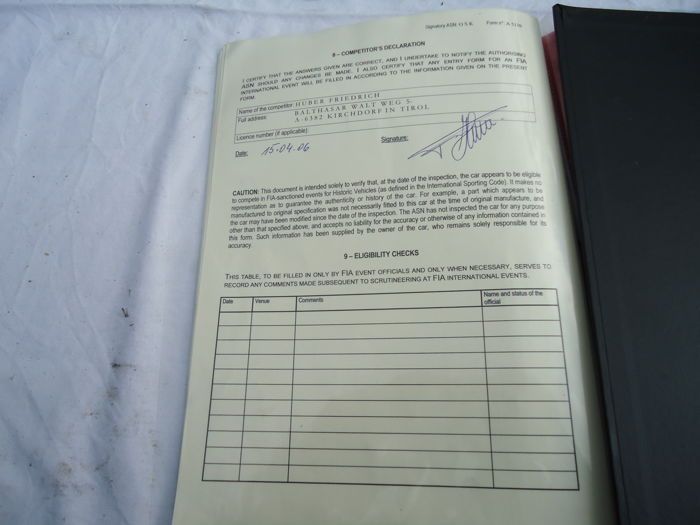 Signatory ASN O S K Form n° A 5106
8 – COMPETITOR'S DECLARATION
I CERTIFY THAT THE ANSWERS GIVEN ARE CORRECT, AND I UNDERTAKE TO NOTIFY THE AUTHORISING
ASN SHOULD ANY CHANGES BE MADE. I ALSO CERTIFY THAT ANY ENTRY FORM FOR AN FIA
INTERNATIONAL EVENT WILL BE FILLED IN ACCORDING TO THE INFORMATION GIVEN ON THE PRESENT
FORM.
Name of the competitor: HUBER FRIEDRICH
Full address: BALTHASAR WALT WEG 5.
A-6382 KIRCHDORF IN TIROL
Licence number (if applicable):
Date: 15.04.06 Signature:
CAUTION: This document is intended solely to verify that, at the date of the inspection, the car appears to be eligible
to compete in FIA-sanctioned events for Historic Vehicles (as defined in the International Sporting Code). It makes no
representation as to guarantee the authenticity or history of the car. For example, a part which appears to be
manufactured to original specification was not necessarily fitted to this car at the time of original manufacture, and
the car may have been modified since the date of the inspection. The ASN has not inspected the car for any purpose
other than that specified above, and accepts no liability for the accuracy or otherwise of any information contained in
this form. Such information has been supplied by the owner of the car, who remains solely responsible for its
accuracy.
9 – ELIGIBILITY CHECKS
THIS TABLE, TO BE FILLED IN ONLY BY FIA EVENT OFFICIALS AND ONLY WHEN NECESSARY, SERVES TO
RECORD ANY COMMENTS MADE SUBSEQUENT TO SCRUTINEERING AT FIA INTERNATIONAL EVENTS.
Date Venue Comments Name and status of the
official